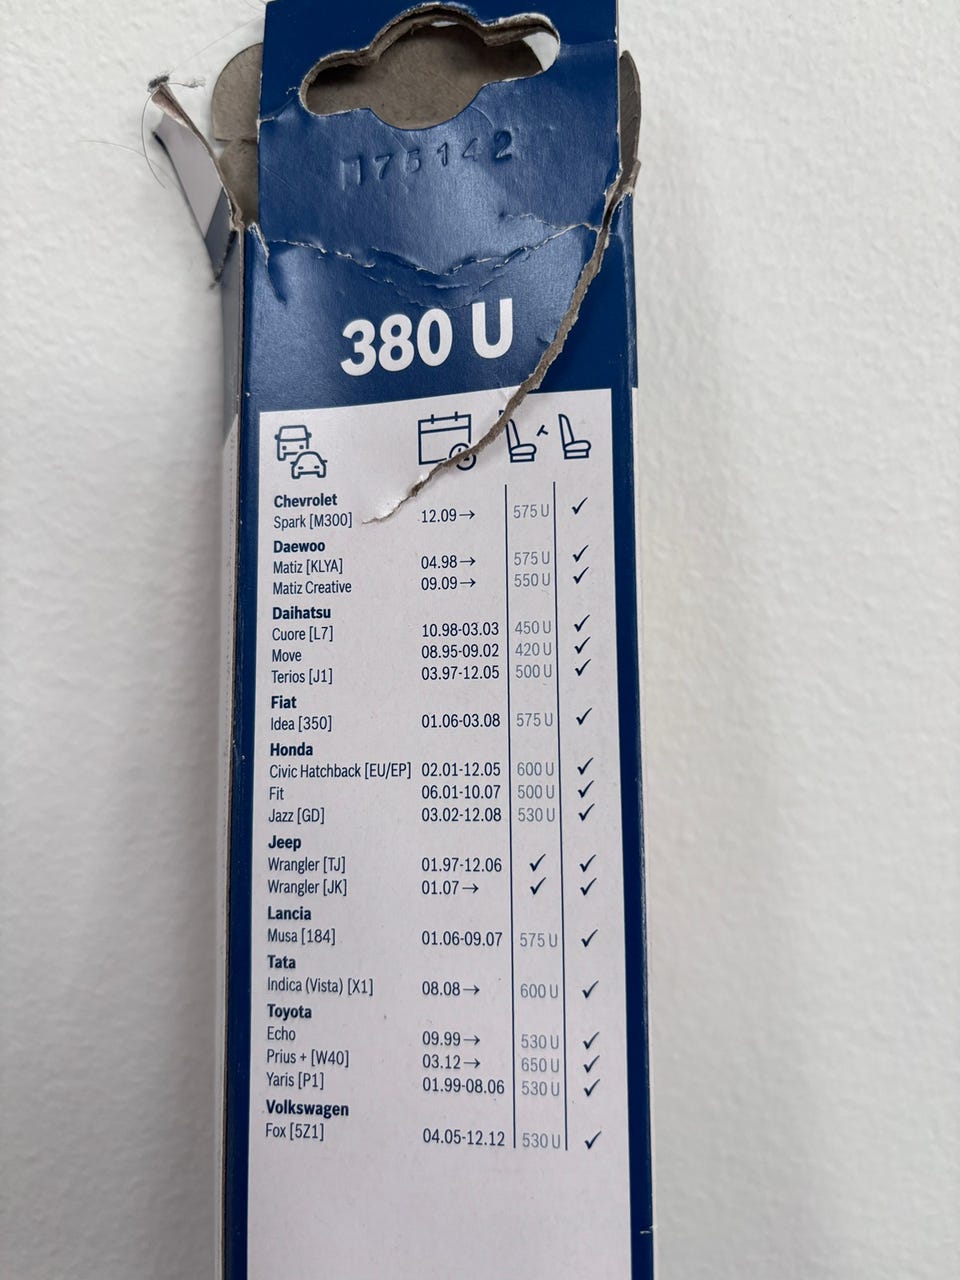 175142
380 U
Chevrolet
Spark [M300] 12.09→ 575 U ✓
Daewoo
Matiz [KLYA] 04.98→ 575 U ✓
Matiz Creative 09.09→ 550 U ✓
Daihatsu
Cuore [L7] 10.98-03.03 450 U ✓
Move 08.95-09.02 420 U ✓
Terios [J1] 03.97-12.05 500 U ✓
Fiat
Idea [350] 01.06-03.08 575 U ✓
Honda
Civic Hatchback [EU/EP] 02.01-12.05 600 U ✓
Fit 06.01-10.07 500 U ✓
Jazz [GD] 03.02-12.08 530 U ✓
Jeep
Wrangler [TJ] 01.97-12.06 ✓ ✓
Wrangler [JK] 01.07→ ✓ ✓
Lancia
Musa [184] 01.06-09.07 575 U ✓
Tata
Indica (Vista) [X1] 08.08→ 600 U ✓
Toyota
Echo 09.99→ 530 U ✓
Prius + [W40] 03.12→ 650 U ✓
Yaris [P1] 01.99-08.06 530 U ✓
Volkswagen
Fox [5Z1] 04.05-12.12 530 U ✓